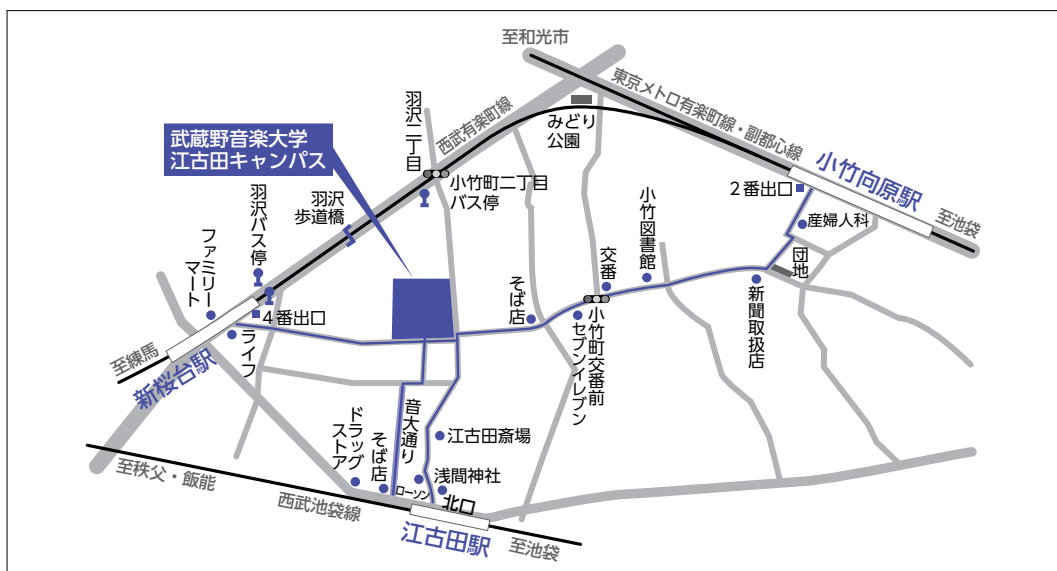 至和光市
東京メトロ有楽町線・副都心線
西武有楽町線
羽沢二丁目
みどり
公園
武蔵野音楽大学
江古田キャンパス
小竹向原駅
2番出口
小竹町二丁目
バス停
羽沢
歩道橋
羽沢バス停
産婦人科
至池袋
小竹図書館
ファミリー
マート
交番
団地
そば店
新聞取扱店
4番出口
小竹町交番前
セブンイレブン
ライフ
至練馬
新桜台駅
音大通り
ドラッグ
ストア
そば店
江古田斎場
浅間神社
ローソン
北口
至秩父・飯能
西武池袋線
江古田駅
至池袋